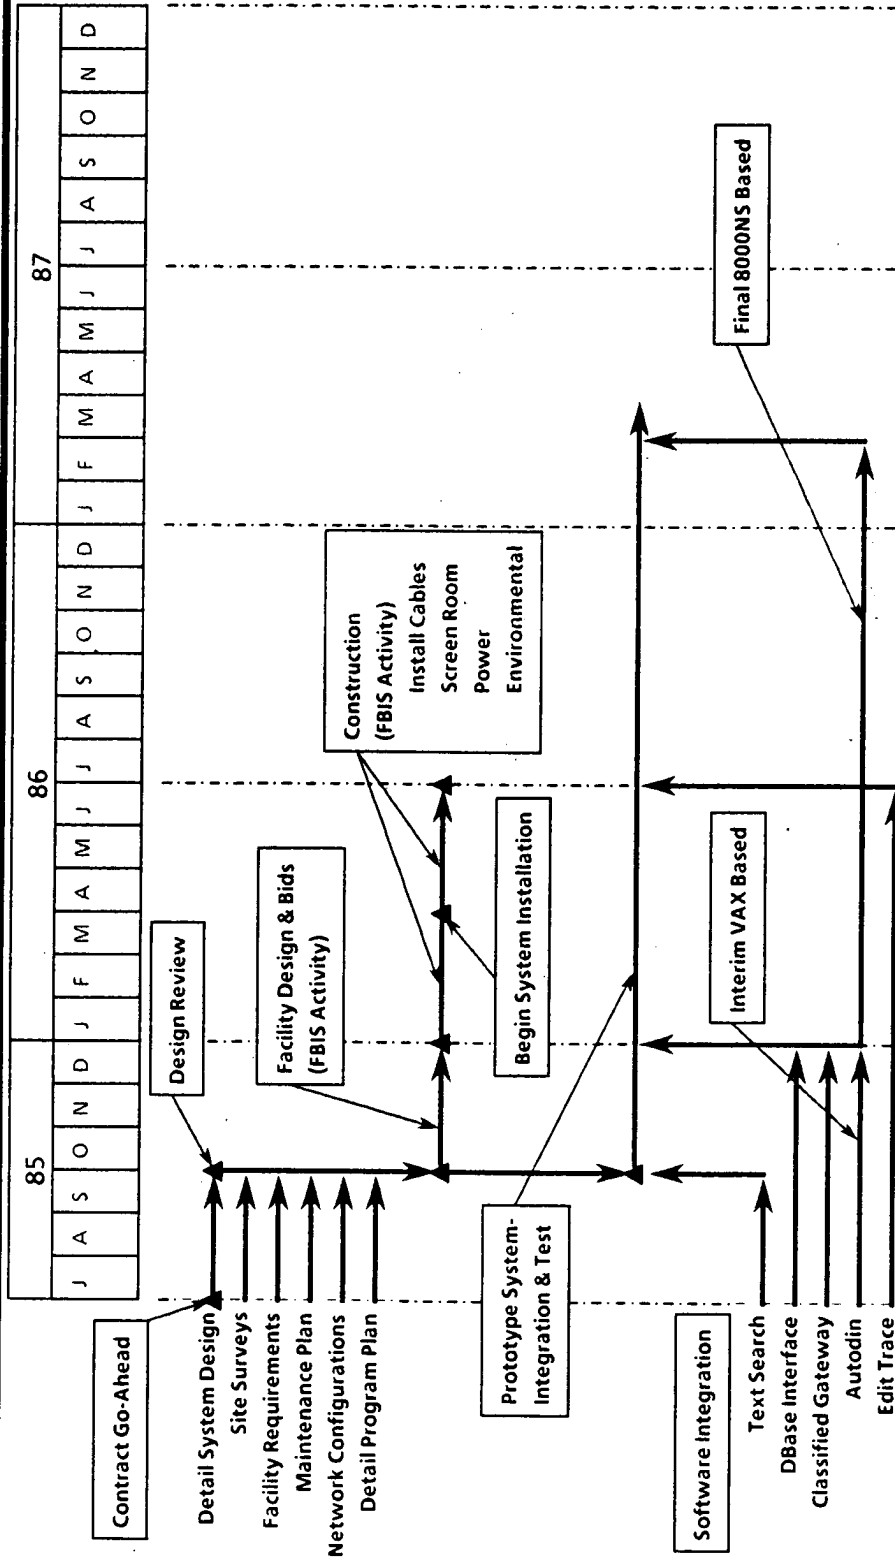 85
86
87
J A S O N D J F M A M J J A S O N D J F M A M J J A S O N D
Contract Go-Ahead
Design Review
Detail System Design
Site Surveys
Facility Requirements
Maintenance Plan
Network Configurations
Detail Program Plan
Facility Design & Bids
(FBIS Activity)
Construction
(FBIS Activity)
Install Cables
Screen Room
Power
Environmental
Begin System Installation
Prototype System-
Integration & Test
Software Integration
Text Search
DBase Interface
Classified Gateway
Autodin
Edit Trace
Interim VAX Based
Final 8000NS Based